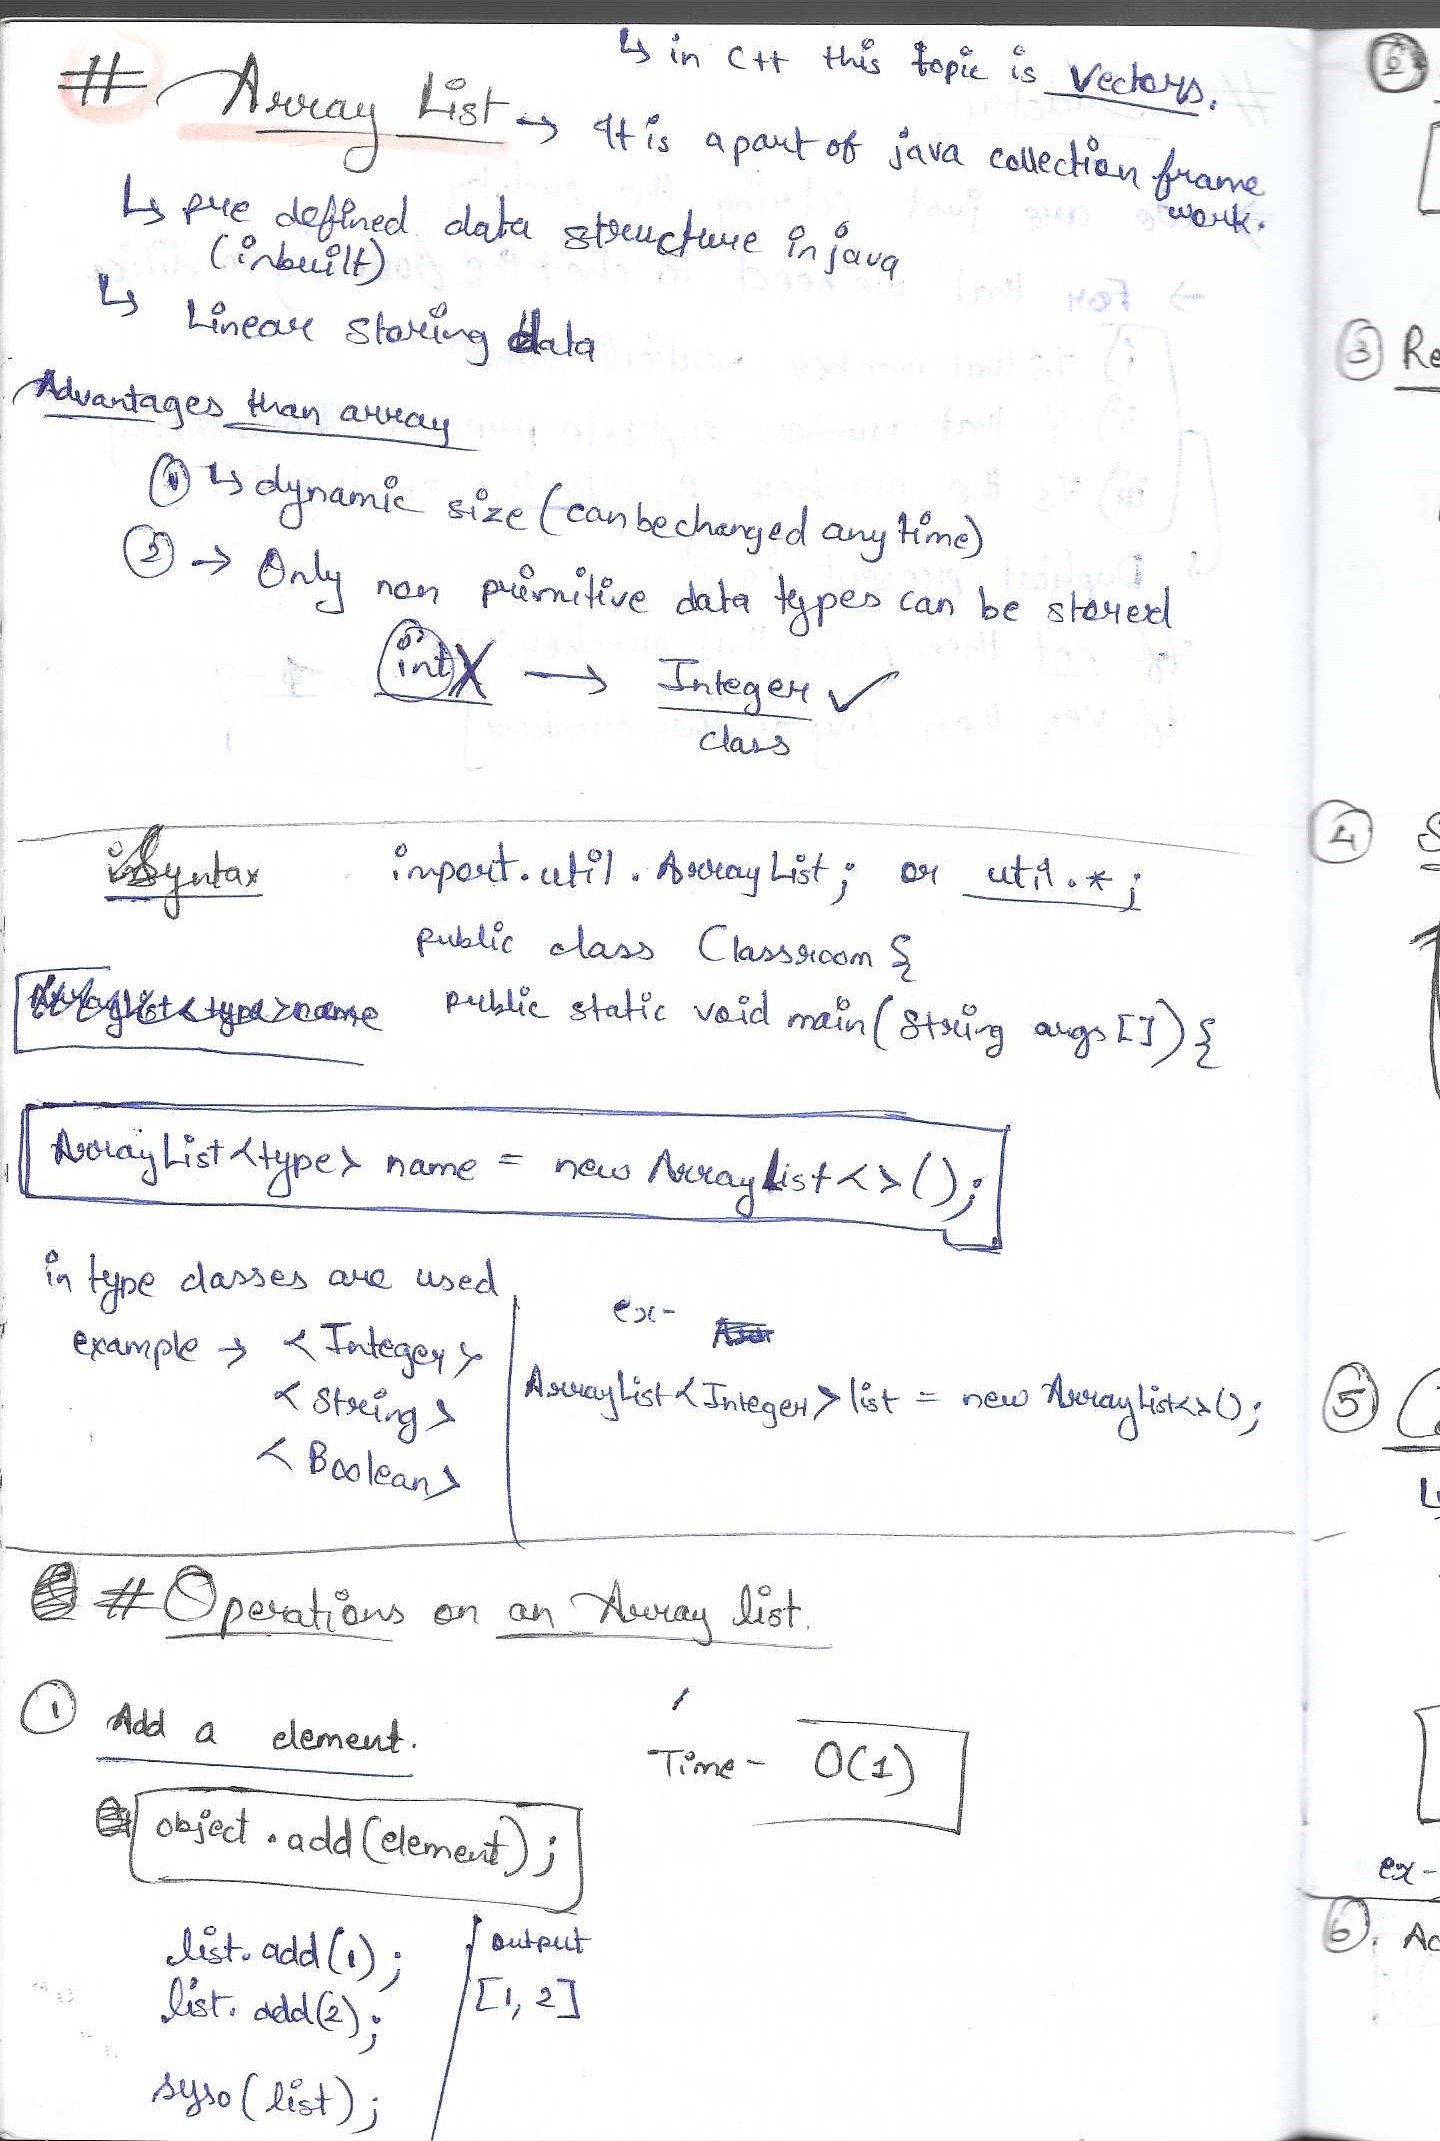 ↳ in C++ this topic is Vectors.
# Array List → It is a part of java collection frame work.
↳ pre defined data structure in java
(inbuilt)
↳ Linear storing data
Advantages than array
① ↳ dynamic size (can be changed any time)
② → Only non primitive data types can be stored
int X → Integer ✓
class
Syntax import.util.ArrayList; or util.*;
public class Classroom {
ArrayList<type>name public static void main(String args[]) {
ArrayList<type> name = new ArrayList<>();
in type classes are used
example → <Integer>
<String>
<Boolean>
ex-
ArrayList<Integer> list = new ArrayList<>();
# Operations on an Array list.
① Add a element.
Time - O(1)
object.add(element);
list.add(1);
list.add(2);
syso(list);
output
[1, 2]
⑥
③ Re
④ S
⑤
↳
ex-
⑥. Ac